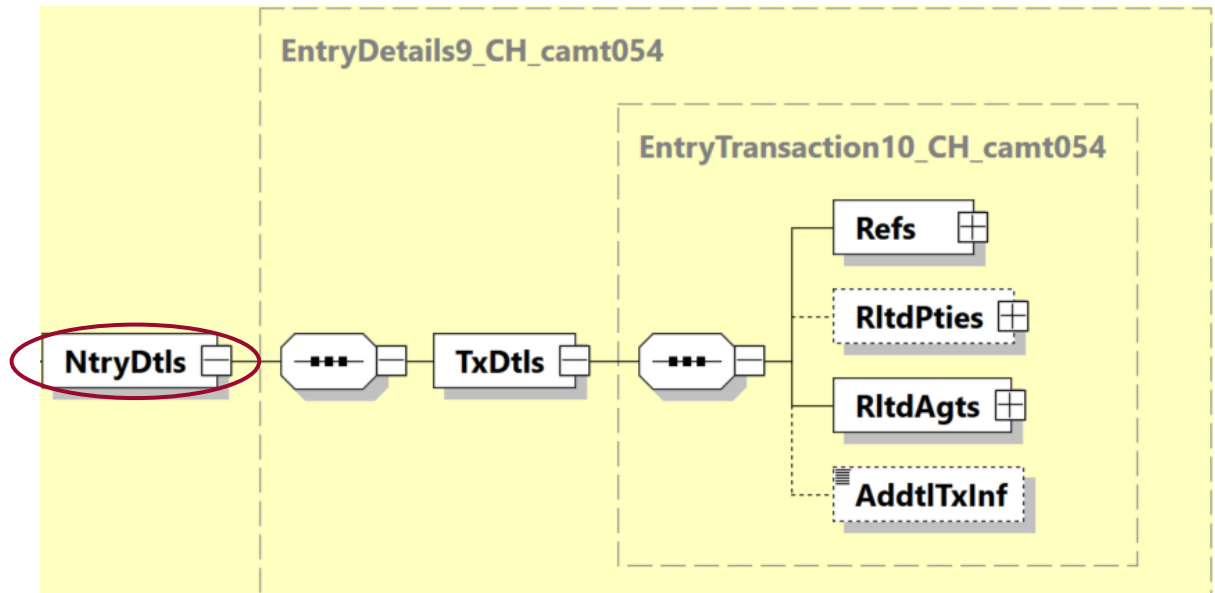 EntryDetails9_CH_camt054
EntryTransaction10_CH_camt054
Refs
RltdPties
NtryDtls
TxDtls
RltdAgts
AddtlTxInf